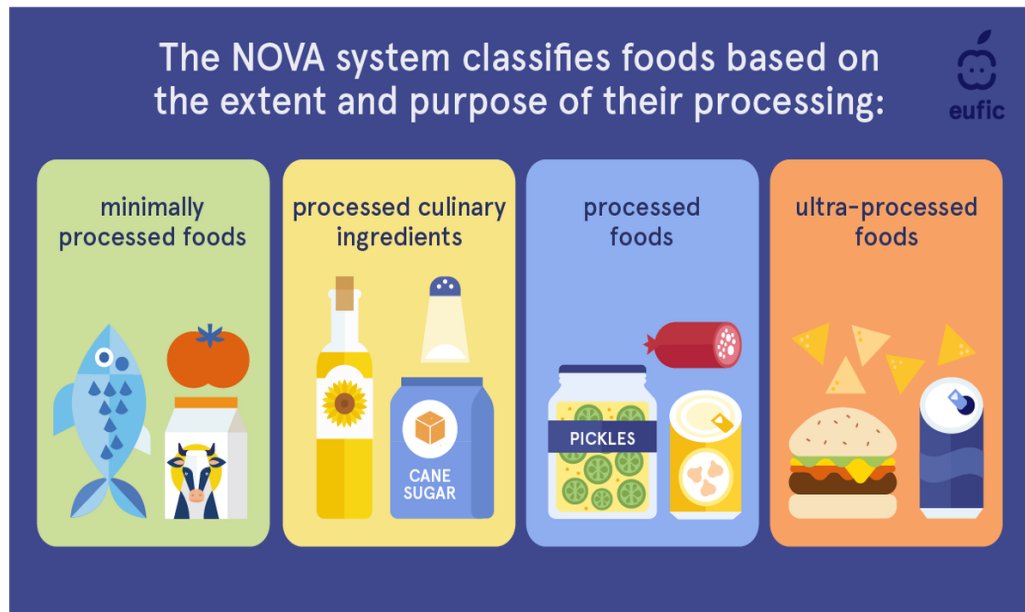 The NOVA system classifies foods based on
the extent and purpose of their processing:
eufic
minimally
processed foods
processed culinary
ingredients
processed
foods
ultra-processed
foods
CANE
SUGAR
PICKLES